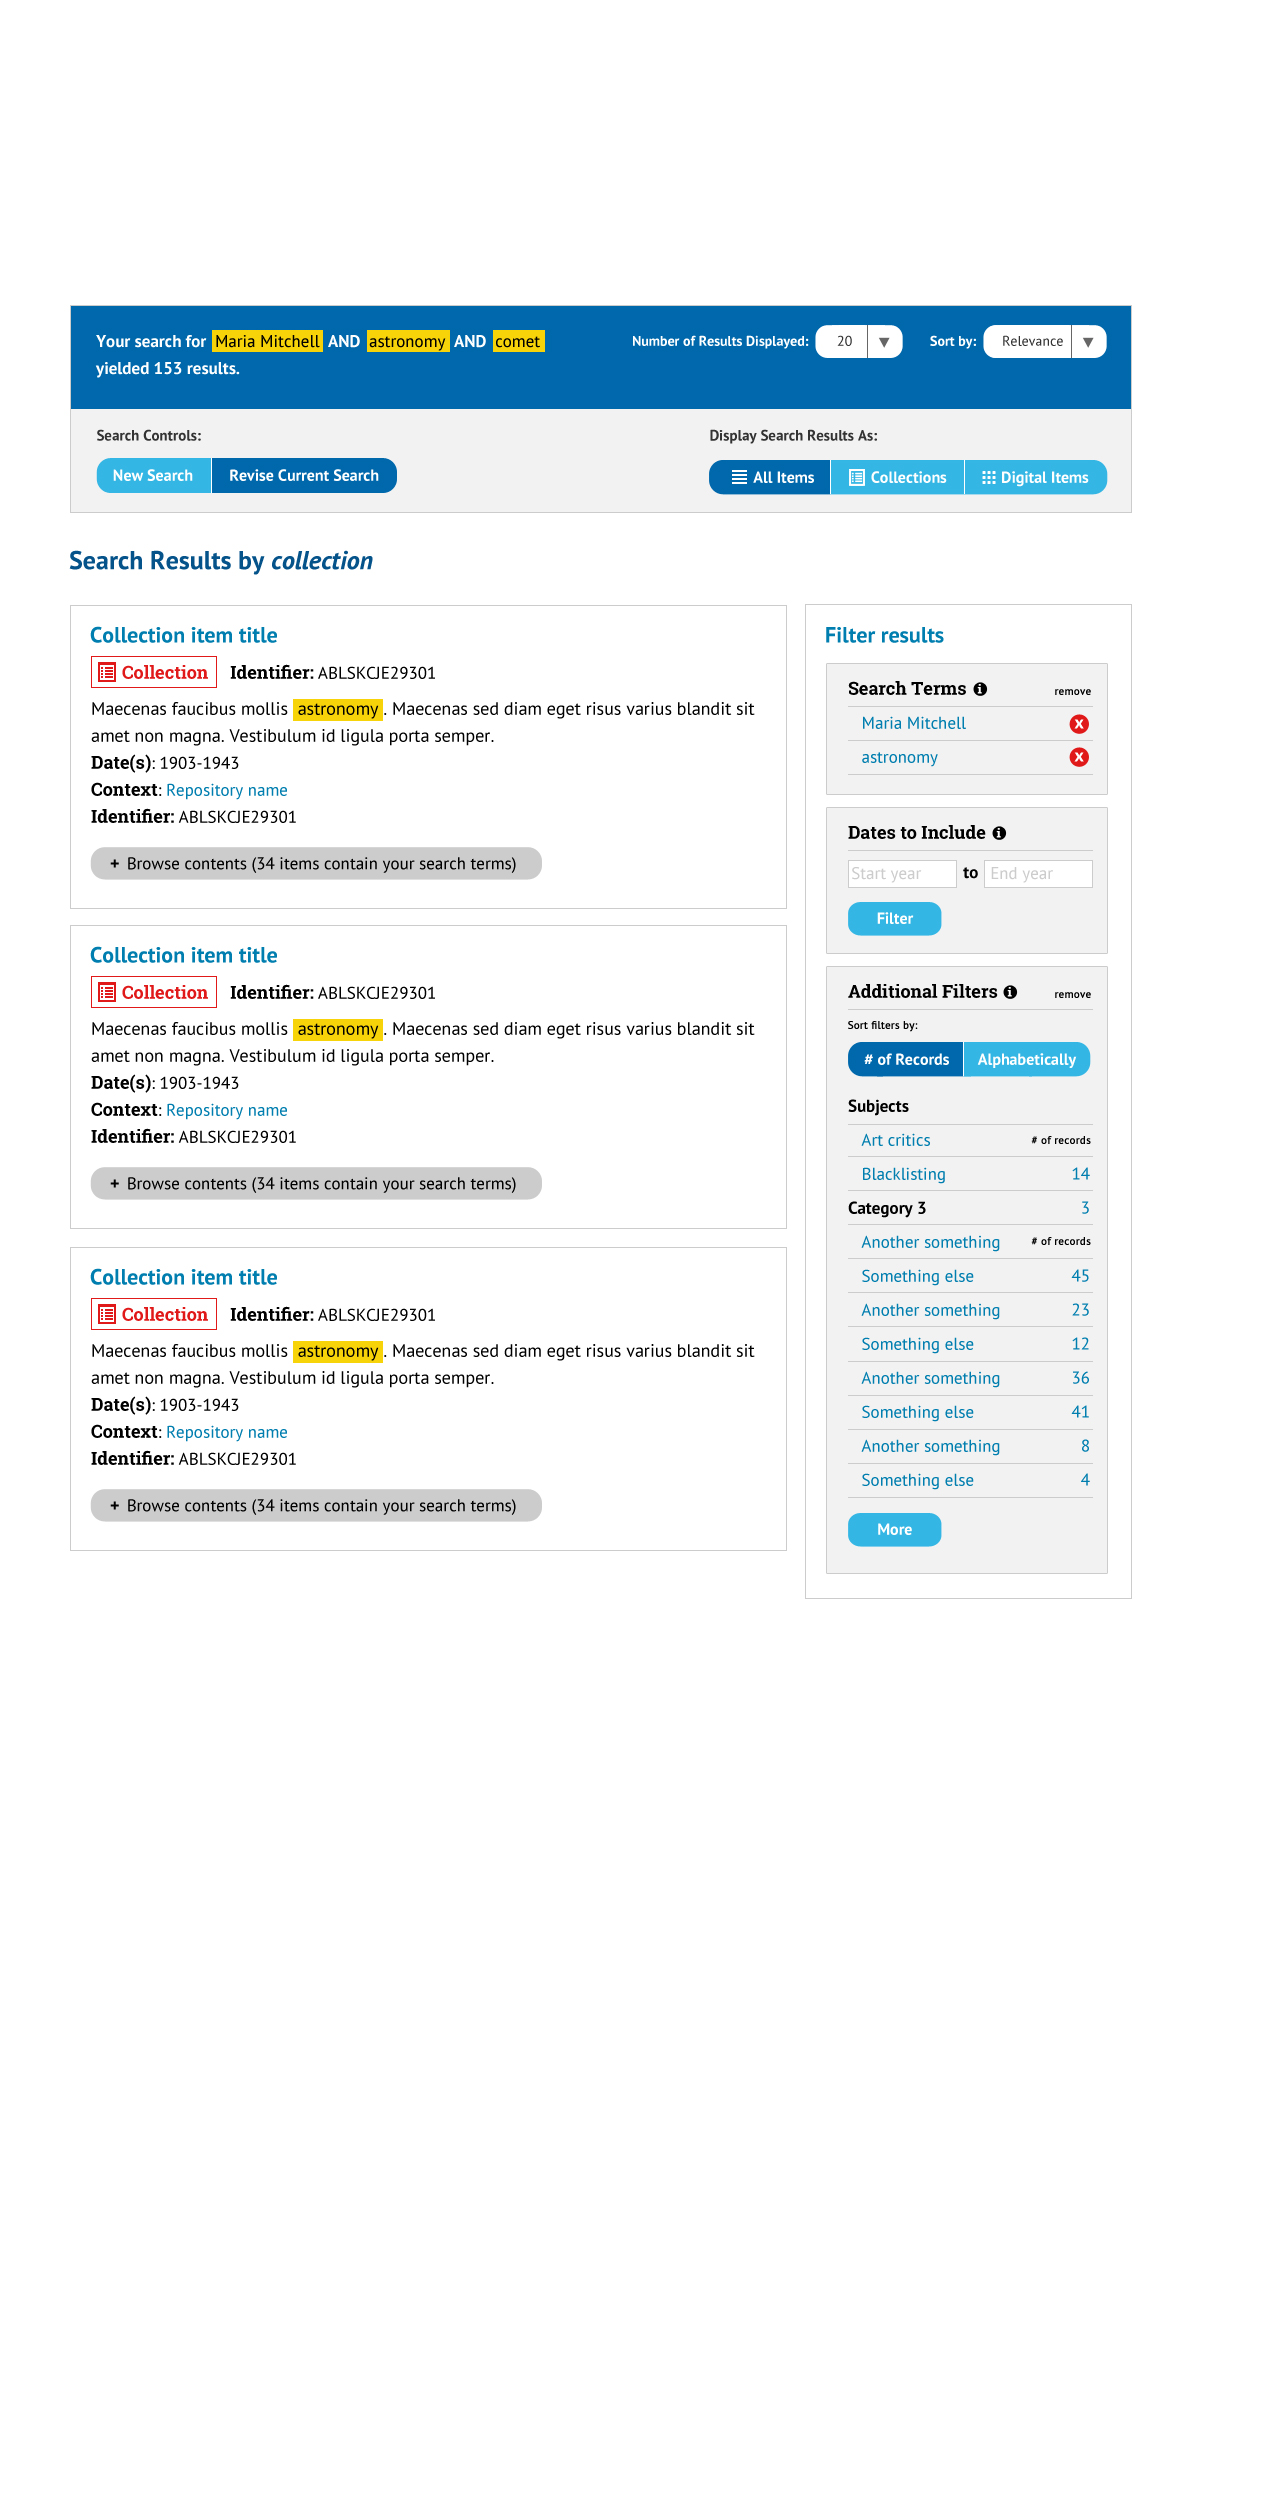 Your search for Maria Mitchell AND astronomy AND comet
yielded 153 results.
Number of Results Displayed: 20 ▼ Sort by: Relevance ▼
Search Controls:
New Search Revise Current Search
Display Search Results As:
All Items Collections Digital Items
Search Results by collection
Collection item title
Collection Identifier: ABLSKCJE29301
Maecenas faucibus mollis astronomy. Maecenas sed diam eget risus varius blandit sit
amet non magna. Vestibulum id ligula porta semper.
Date(s): 1903-1943
Context: Repository name
Identifier: ABLSKCJE29301
+ Browse contents (34 items contain your search terms)
Collection item title
Collection Identifier: ABLSKCJE29301
Maecenas faucibus mollis astronomy. Maecenas sed diam eget risus varius blandit sit
amet non magna. Vestibulum id ligula porta semper.
Date(s): 1903-1943
Context: Repository name
Identifier: ABLSKCJE29301
+ Browse contents (34 items contain your search terms)
Collection item title
Collection Identifier: ABLSKCJE29301
Maecenas faucibus mollis astronomy. Maecenas sed diam eget risus varius blandit sit
amet non magna. Vestibulum id ligula porta semper.
Date(s): 1903-1943
Context: Repository name
Identifier: ABLSKCJE29301
+ Browse contents (34 items contain your search terms)
Filter results
Search Terms remove
Maria Mitchell X
astronomy X
Dates to Include
Start year to End year
Filter
Additional Filters remove
Sort filters by:
# of Records Alphabetically
Subjects
Art critics # of records
Blacklisting 14
Category 3 3
Another something # of records
Something else 45
Another something 23
Something else 12
Another something 36
Something else 41
Another something 8
Something else 4
More